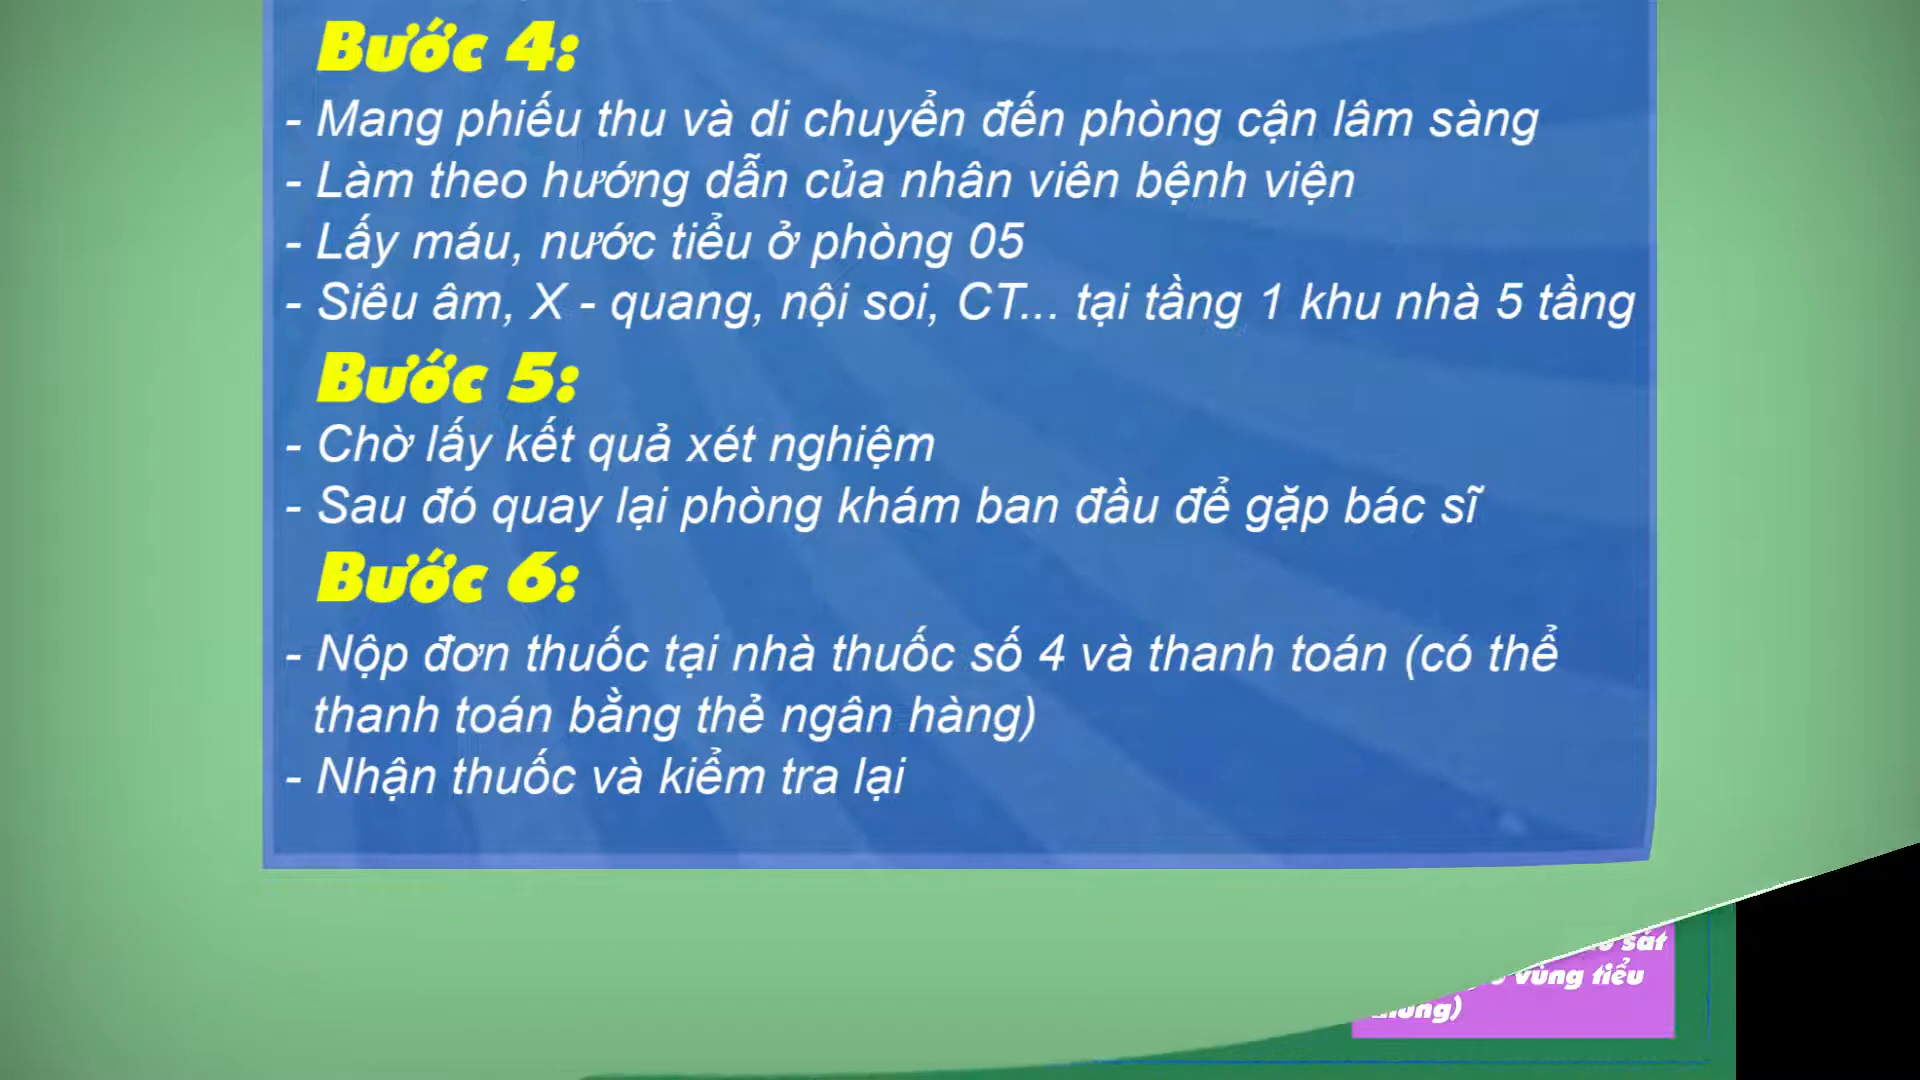 Bước 4:
- Mang phiếu thu và di chuyển đến phòng cận lâm sàng
- Làm theo hướng dẫn của nhân viên bệnh viện
- Lấy máu, nước tiểu ở phòng 05
- Siêu âm, X - quang, nội soi, CT... tại tầng 1 khu nhà 5 tầng
Bước 5:
- Chờ lấy kết quả xét nghiệm
- Sau đó quay lại phòng khám ban đầu để gặp bác sĩ
Bước 6:
- Nộp đơn thuốc tại nhà thuốc số 4 và thanh toán (có thể
thanh toán bằng thẻ ngân hàng)
- Nhận thuốc và kiểm tra lại
sát
vùng tiểu